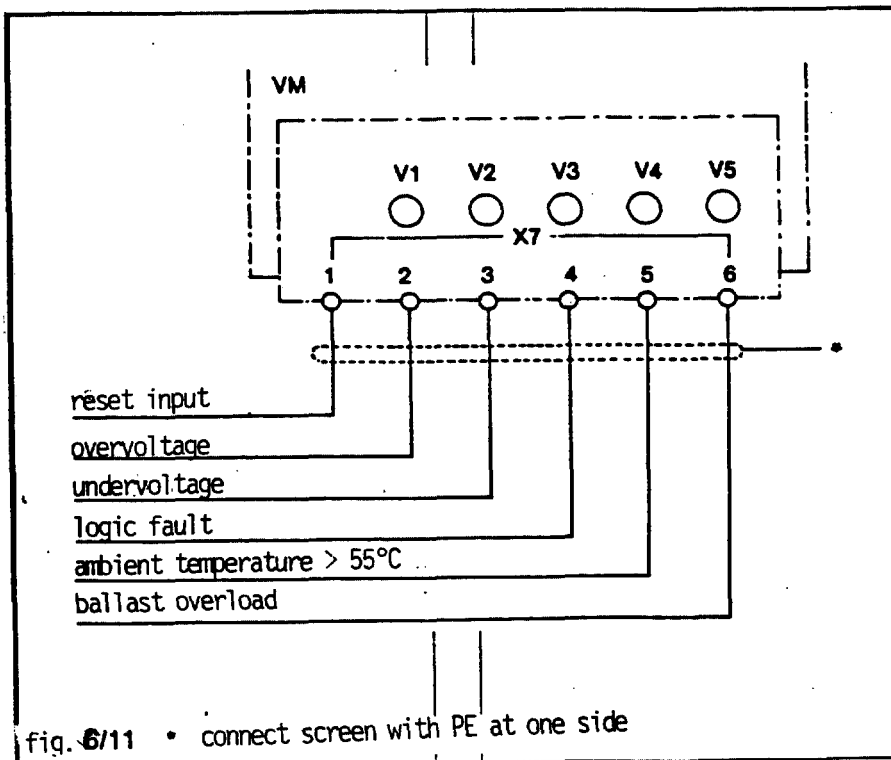 VM
V1 V2 V3 V4 V5
X7
1 2 3 4 5 6
*
reset input
overvoltage
undervoltage
logic fault
ambient temperature > 55°C
ballast overload
fig. 6/11 * connect screen with PE at one side